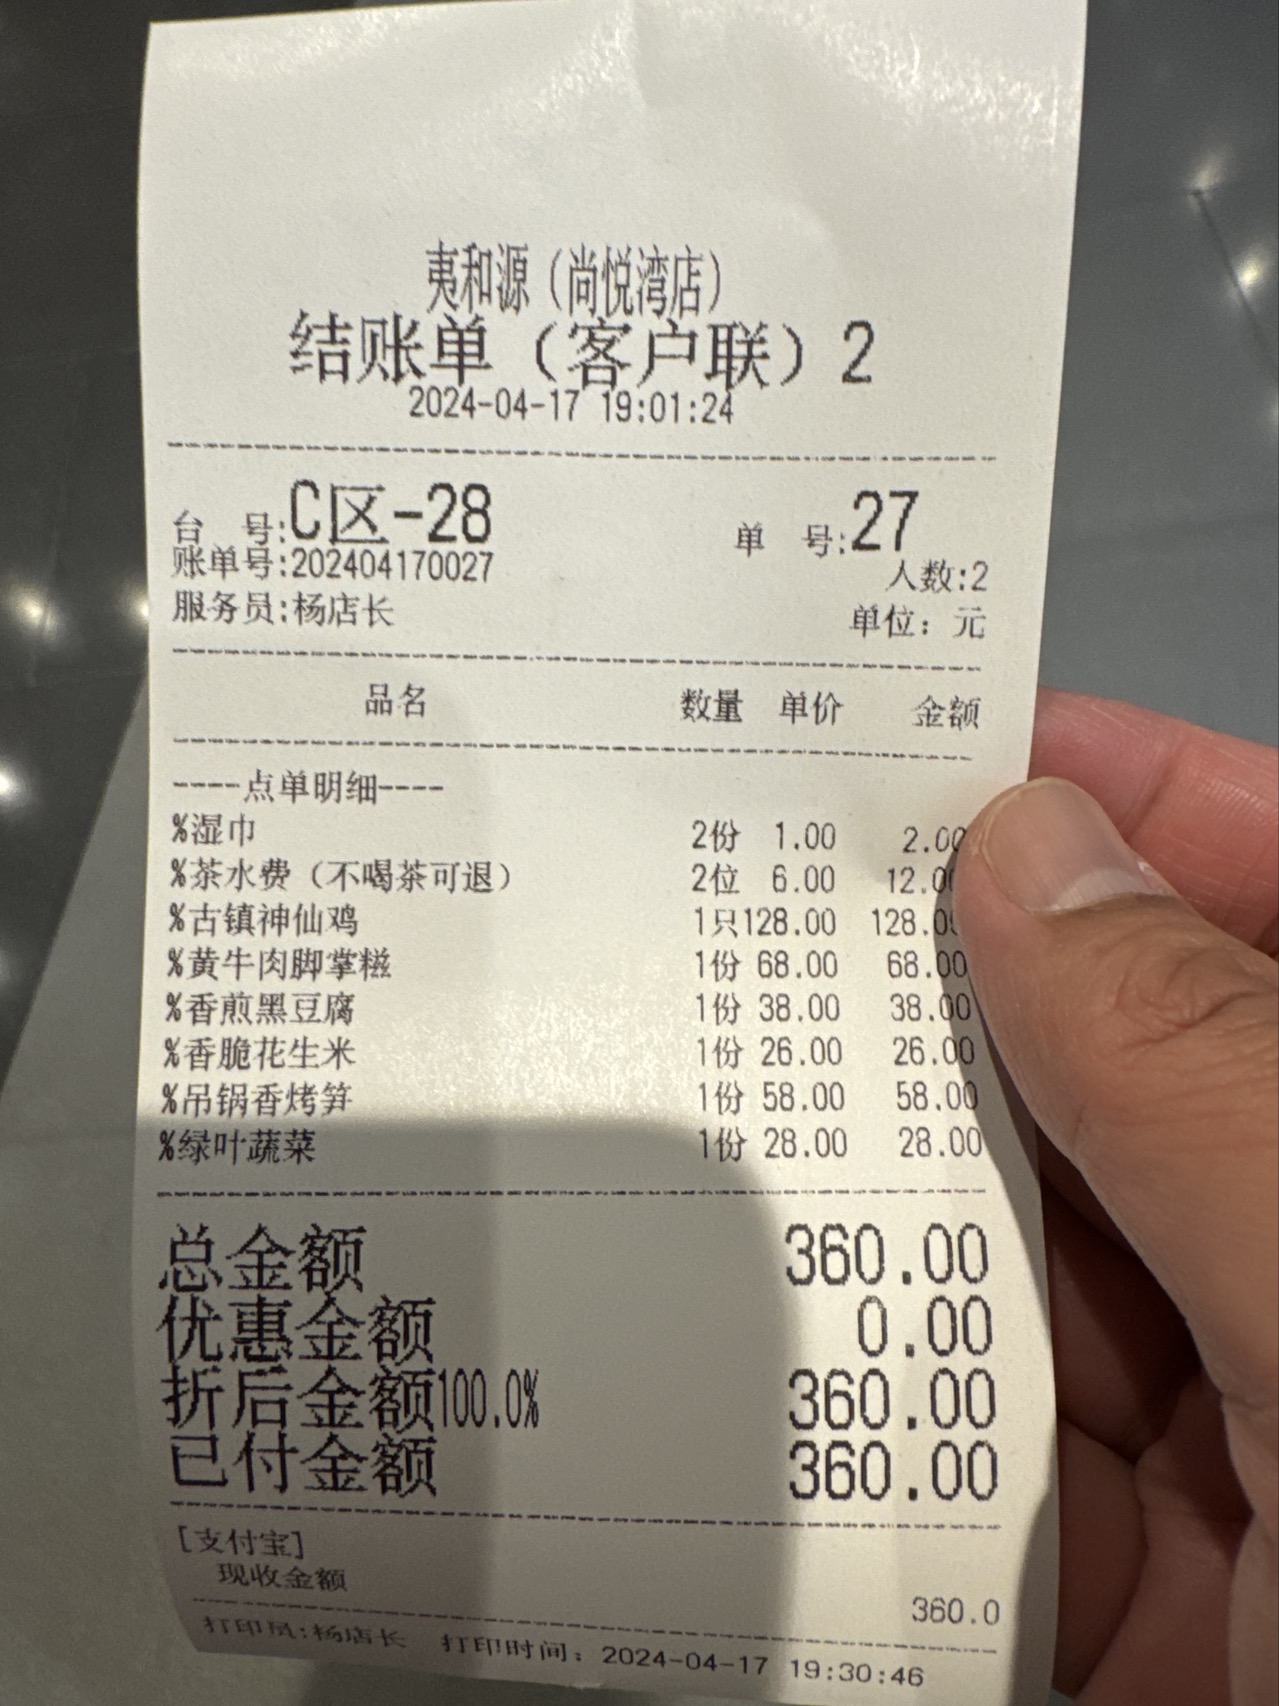 夷和源（尚悦湾店）
结账单（客户联）2
2024-04-17 19:01:24
台 号:C区-28 单 号:27
账单号:202404170027 人数:2
服务员:杨店长 单位：元
品名 数量 单价 金额
----点单明细----
%湿巾 2份 1.00 2.00
%茶水费（不喝茶可退） 2位 6.00 12.00
%古镇神仙鸡 1只128.00 128.00
%黄牛肉脚掌糍 1份 68.00 68.00
%香煎黑豆腐 1份 38.00 38.00
%香脆花生米 1份 26.00 26.00
%吊锅香烤笋 1份 58.00 58.00
%绿叶蔬菜 1份 28.00 28.00
总金额 360.00
优惠金额 0.00
折后金额100.0% 360.00
已付金额 360.00
[支付宝]
现收金额 360.0
打印员:杨店长 打印时间：2024-04-17 19:30:46